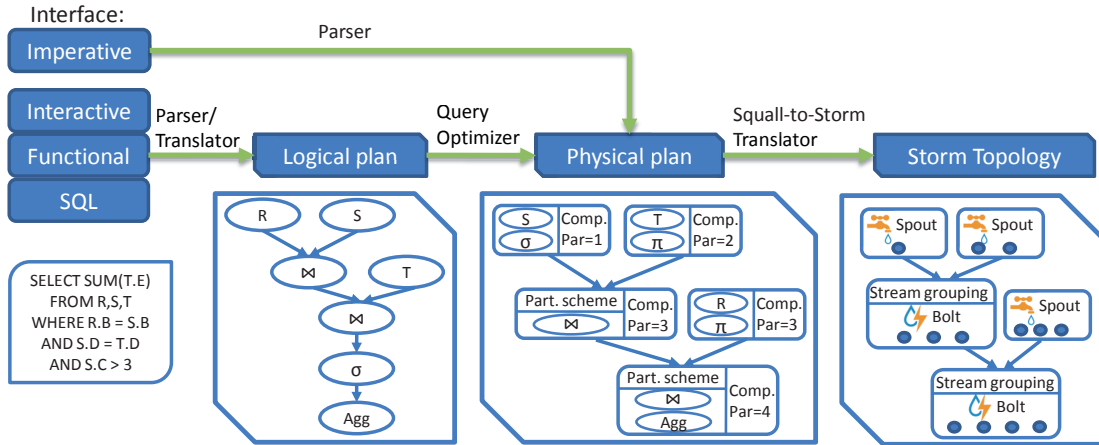 Interface:
Imperative
Parser
Interactive
Functional
SQL
Parser/
Translator
Logical plan
Query
Optimizer
Physical plan
Squall-to-Storm
Translator
Storm Topology
SELECT SUM(T.E)
FROM R,S,T
WHERE R.B = S.B
AND S.D = T.D
AND S.C > 3
R
S
⋈
T
⋈
σ
Agg
S
σ
Comp.
Par=1
T
π
Comp.
Par=2
Part. scheme
⋈
Comp.
Par=3
R
π
Comp.
Par=3
Part. scheme
⋈
Agg
Comp.
Par=4
Spout
Spout
Stream grouping
Bolt
Spout
Stream grouping
Bolt